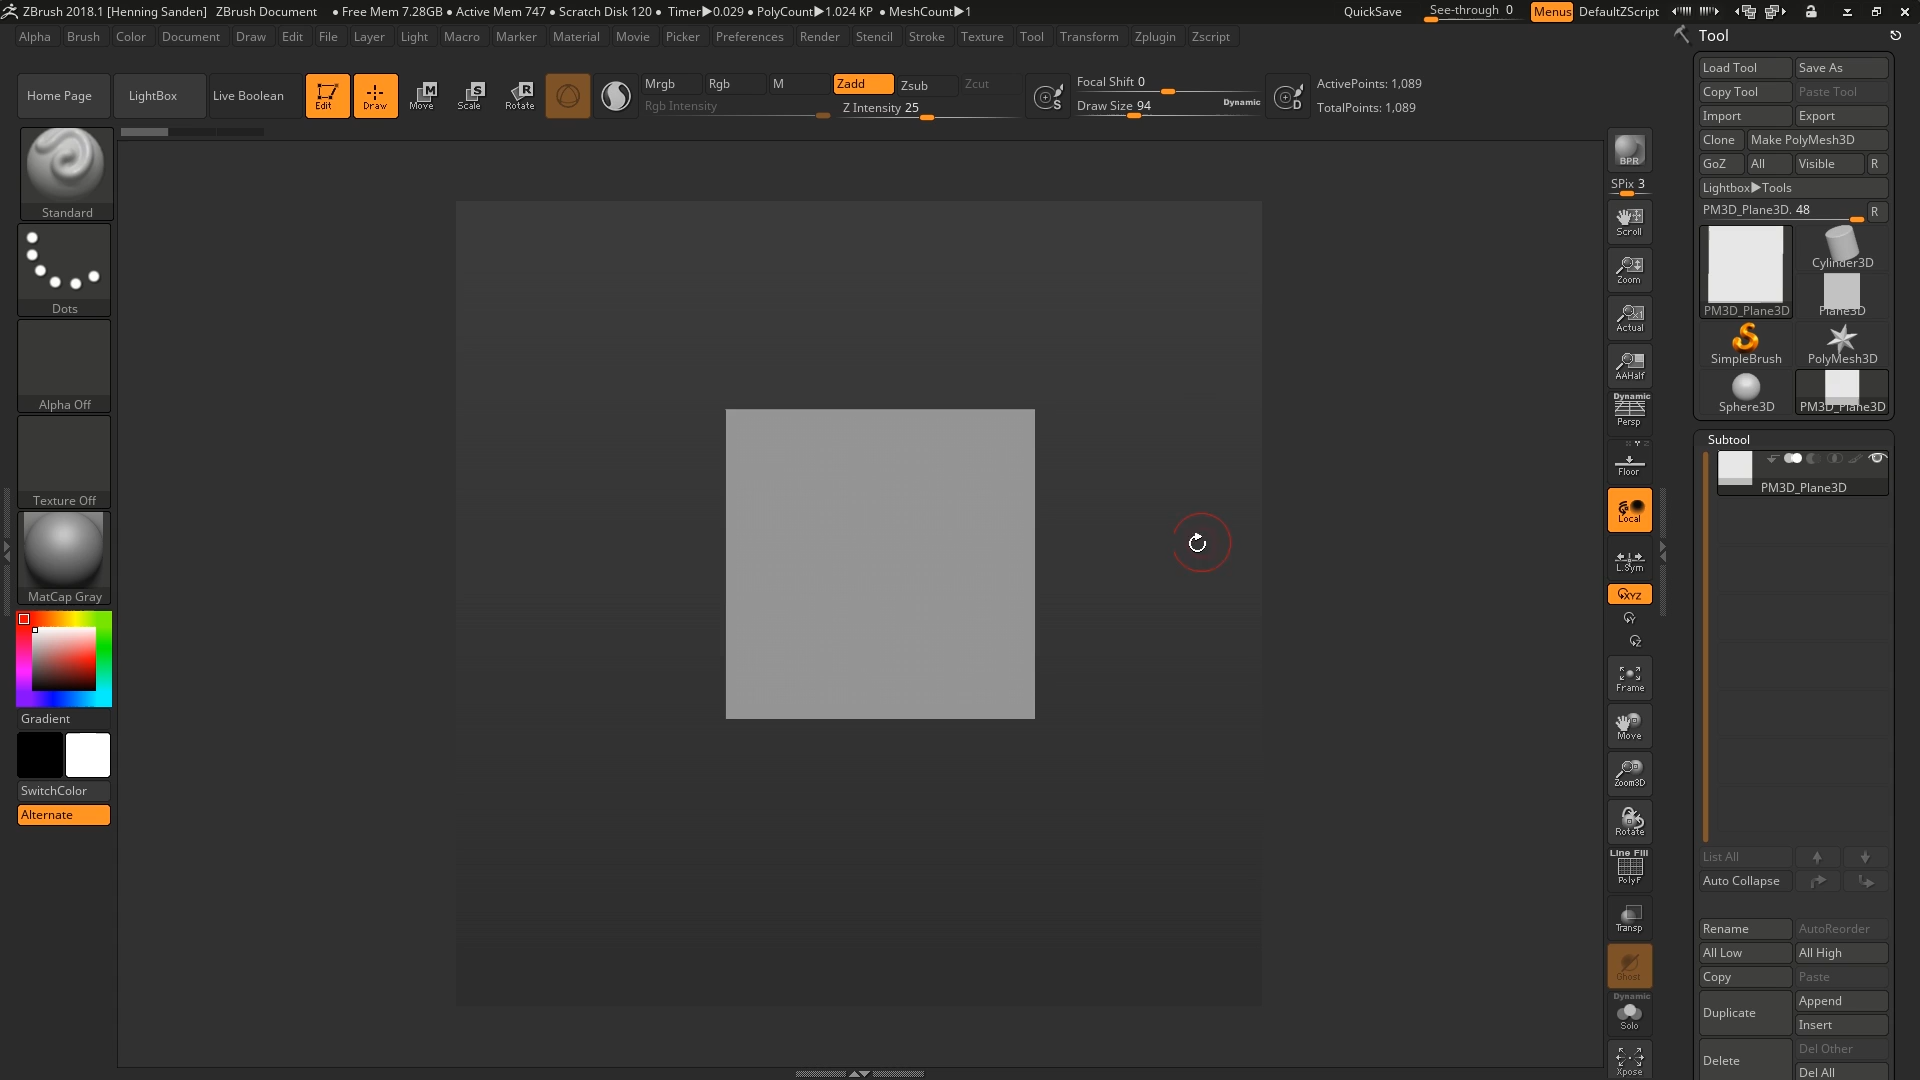 ZBrush 2018.1 [Henning Sanden] ZBrush Document • Free Mem 7.28GB • Active Mem 747 • Scratch Disk 120 • Timer▶0.029 • PolyCount▶1.024 KP • MeshCount▶1 QuickSave See-through 0 Menus DefaultZScript
Alpha Brush Color Document Draw Edit File Layer Light Macro Marker Material Movie Picker Preferences Render Stencil Stroke Texture Tool Transform Zplugin Zscript
Home Page LightBox Live Boolean Edit Draw Move Scale Rotate
Mrgb Rgb M Zadd Zsub Zcut
Rgb Intensity Z Intensity 25
S
Focal Shift 0
Draw Size 94 Dynamic
D
ActivePoints: 1,089
TotalPoints: 1,089
Standard
Dots
Alpha Off
Texture Off
MatCap Gray
Gradient
SwitchColor
Alternate
BPR
SPix 3
Scroll
Zoom
Actual
AAHalf
Dynamic
Persp
Floor
Local
L.Sym
XYZ
Y
Z
Frame
Move
Zoom3D
Rotate
Line Fill
PolyF
Transp
Ghost
Dynamic
Solo
Xpose
Tool
Load Tool Save As
Copy Tool Paste Tool
Import Export
Clone Make PolyMesh3D
GoZ All Visible R
Lightbox▶Tools
PM3D_Plane3D. 48 R
Cylinder3D
PM3D_Plane3D Plane3D
SimpleBrush PolyMesh3D
Sphere3D PM3D_Plane3D
Subtool
PM3D_Plane3D
List All
Auto Collapse
Rename AutoReorder
All Low All High
Copy Paste
Duplicate Append
Insert
Delete Del Other
Del All